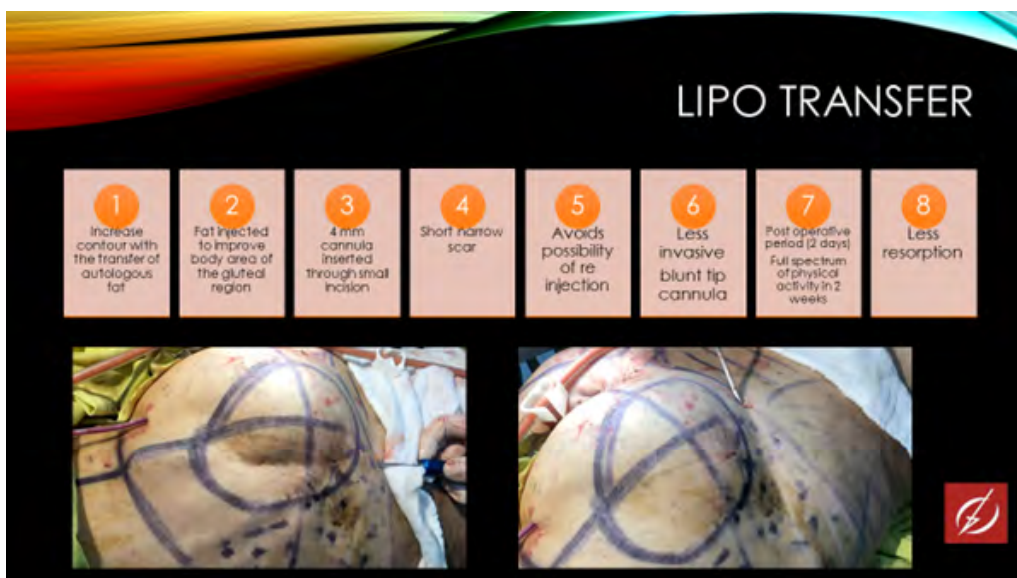 LIPO TRANSFER
1
Increase
contour with
the transfer of
autologous
fat
2
Fat injected
to improve
body area of
the gluteal
region
3
4 mm
cannula
inserted
through small
incision
4
Short narrow
scar
5
Avoids
possibility
of re
injection
6
Less
invasive
blunt tip
cannula
7
Post operative
period (2 days)
Full spectrum
of physical
activity in 2
weeks
8
Less
resorption